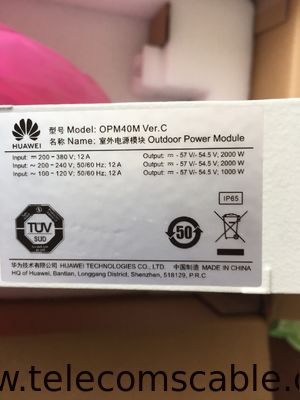 HUAWEI
型号 Model: OPM40M Ver.C
名称 Name: 室外电源模块 Outdoor Power Module
Input: ⎓ 200-380 V; 12 A Output: ⎓ - 57 V/- 54.5 V; 2000 W
Input: ~ 200-240 V; 50/60 Hz; 12 A Output: ⎓ - 57 V/- 54.5 V; 2000 W
Input: ~ 100-120 V; 50/60 Hz; 12 A Output: ⎓ - 57 V/- 54.5 V; 1000 W
IP65
TÜV
SUD
50
华为技术有限公司 HUAWEI TECHNOLOGIES CO., LTD. 中国制造 MADE IN CHINA
HQ of Huawei, Bantian, Longgang District, Shenzhen, 518129, P.R.C
w.telecomscable.c